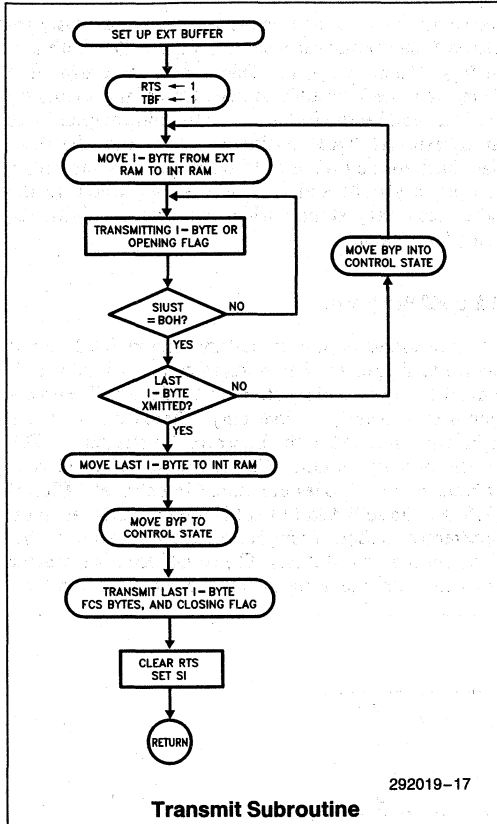 SET UP EXT BUFFER
RTS ← 1
TBF ← 1
MOVE I-BYTE FROM EXT
RAM TO INT RAM
TRANSMITTING I-BYTE OR
OPENING FLAG
MOVE BYP INTO
CONTROL STATE
SIUST
= BOH?
NO
YES
LAST
I-BYTE
XMITTED?
NO
YES
MOVE LAST I-BYTE TO INT RAM
MOVE BYP TO
CONTROL STATE
TRANSMIT LAST I-BYTE
FCS BYTES, AND CLOSING FLAG
CLEAR RTS
SET SI
RETURN
292019-17
Transmit Subroutine